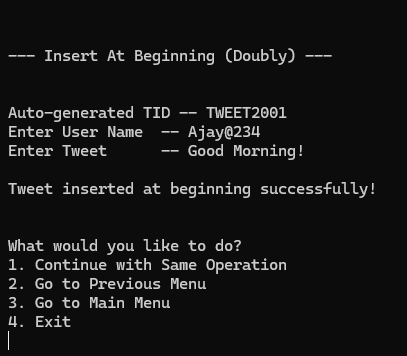 --- Insert At Beginning (Doubly) ---
Auto-generated TID -- TWEET2001
Enter User Name  -- Ajay@234
Enter Tweet      -- Good Morning!
Tweet inserted at beginning successfully!
What would you like to do?
1. Continue with Same Operation
2. Go to Previous Menu
3. Go to Main Menu
4. Exit